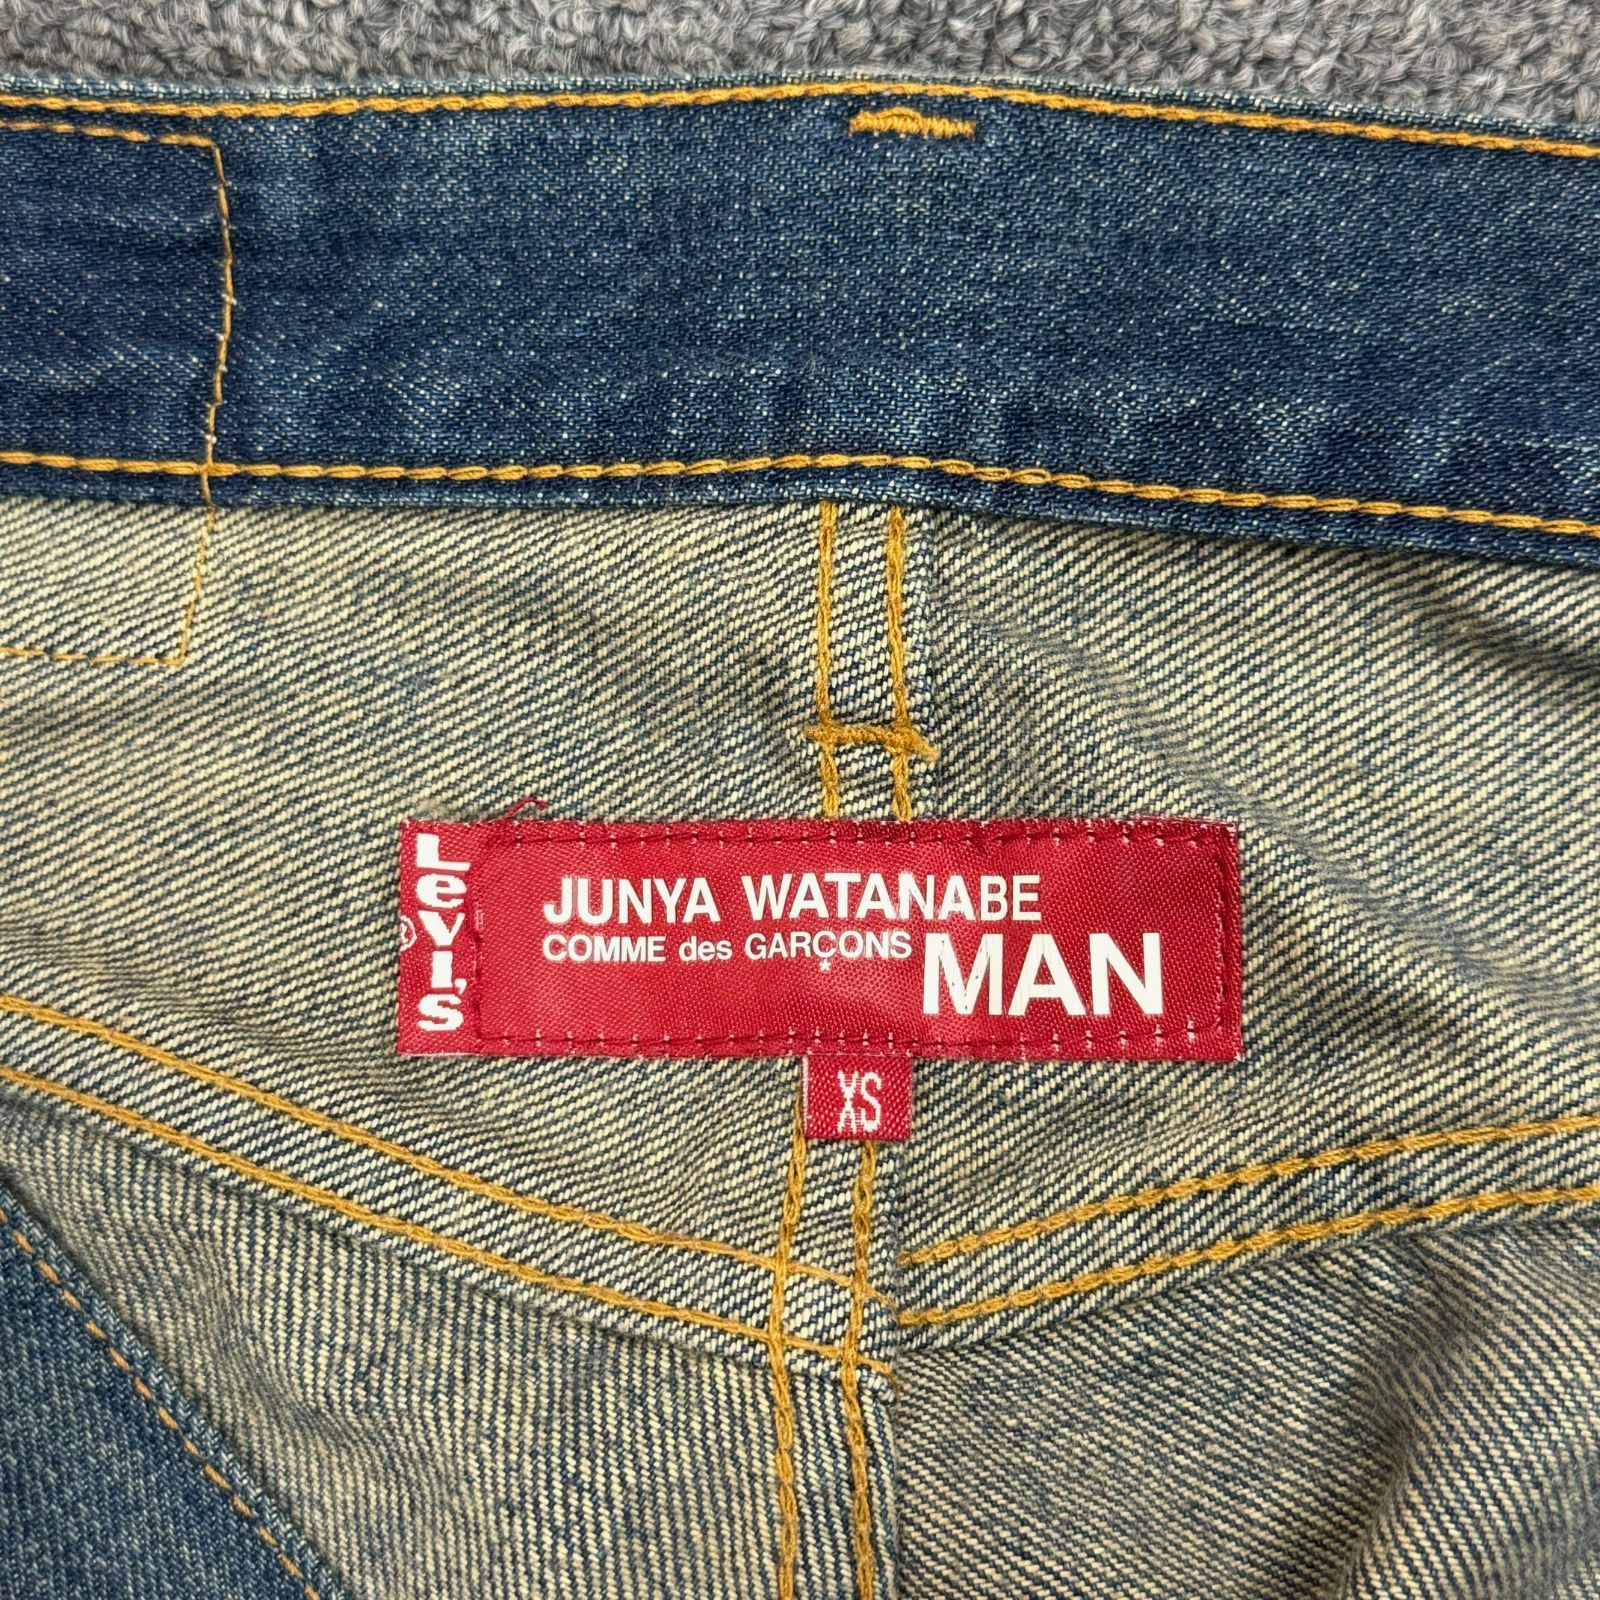 Levi's
®
JUNYA WATANABE
COMME des GARÇONS MAN
XS